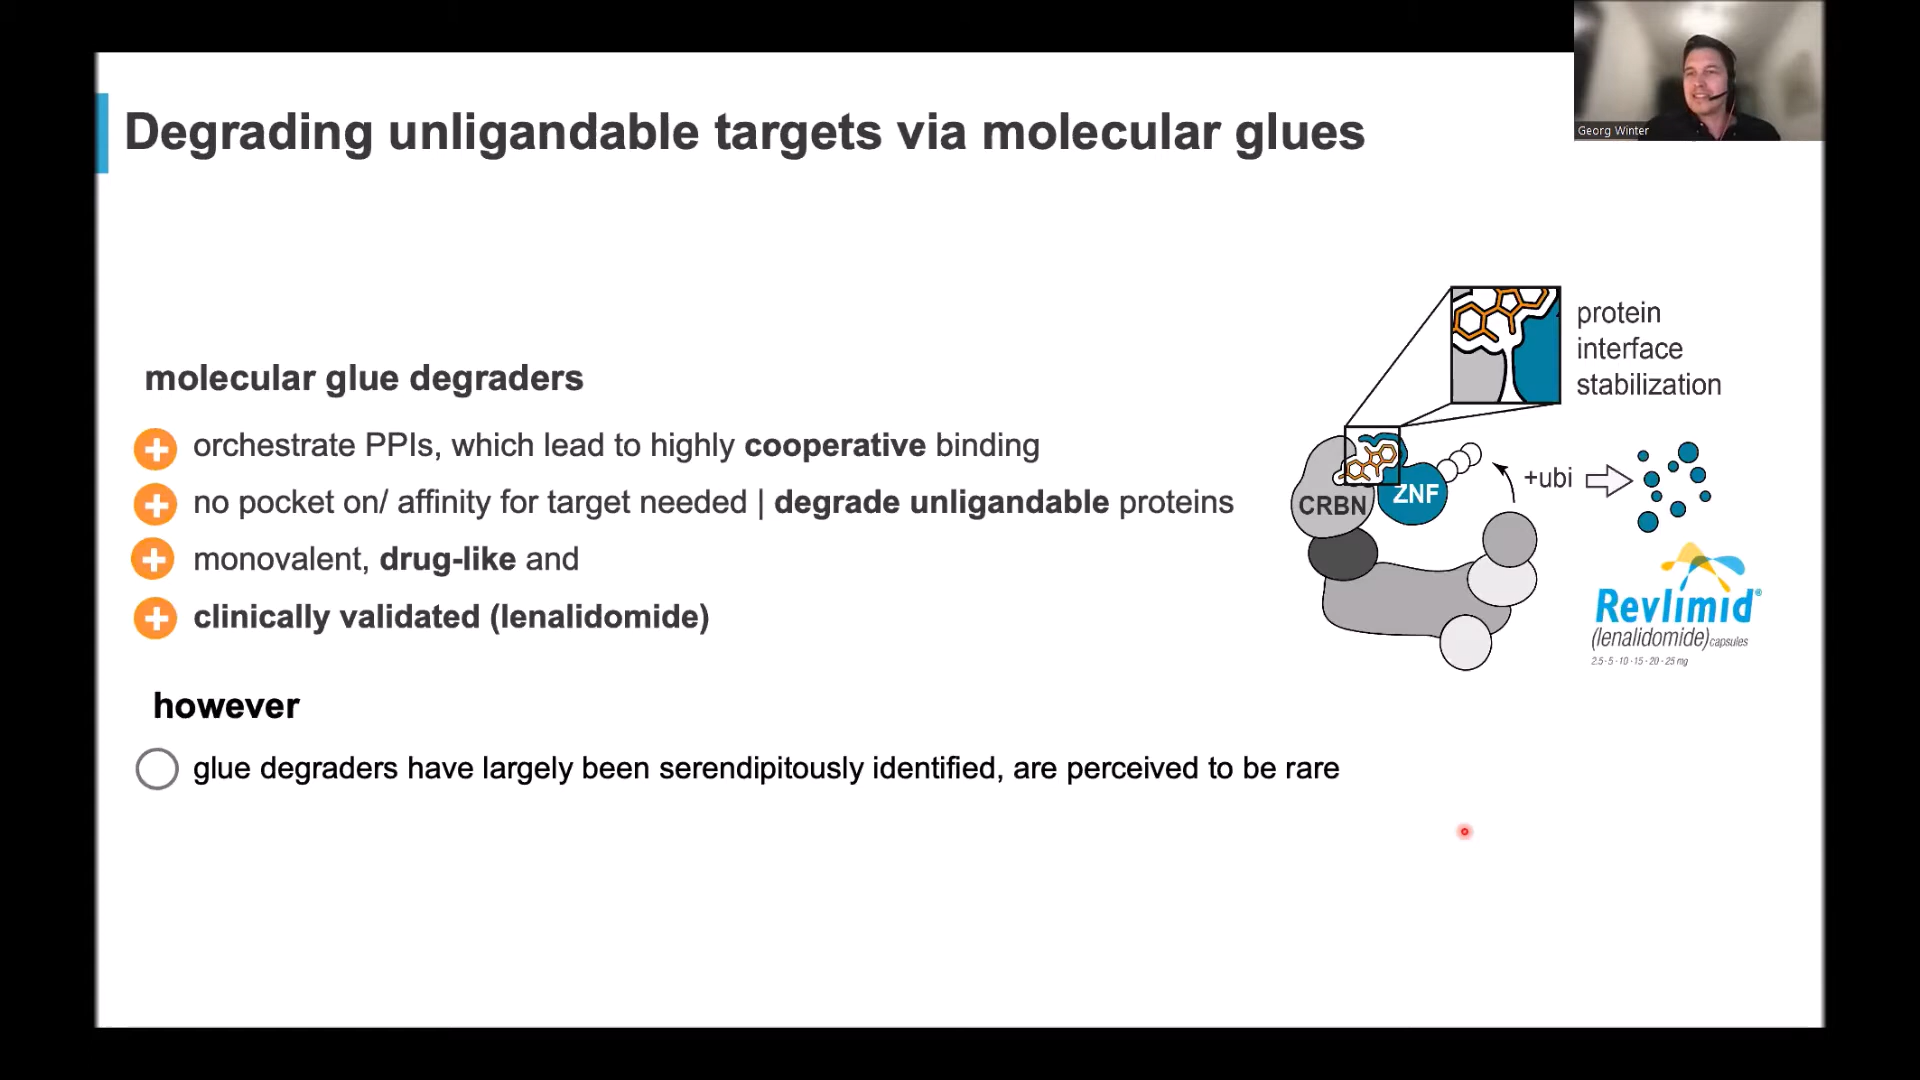 Georg Winter
Degrading unligandable targets via molecular glues
molecular glue degraders
orchestrate PPIs, which lead to highly cooperative binding
no pocket on/ affinity for target needed | degrade unligandable proteins
monovalent, drug-like and
clinically validated (lenalidomide)
however
glue degraders have largely been serendipitously identified, are perceived to be rare
protein
interface
stabilization
CRBN
ZNF
+ubi
Revlimid®
(lenalidomide) capsules
2.5 · 5 · 10 · 15 · 20 · 25 mg